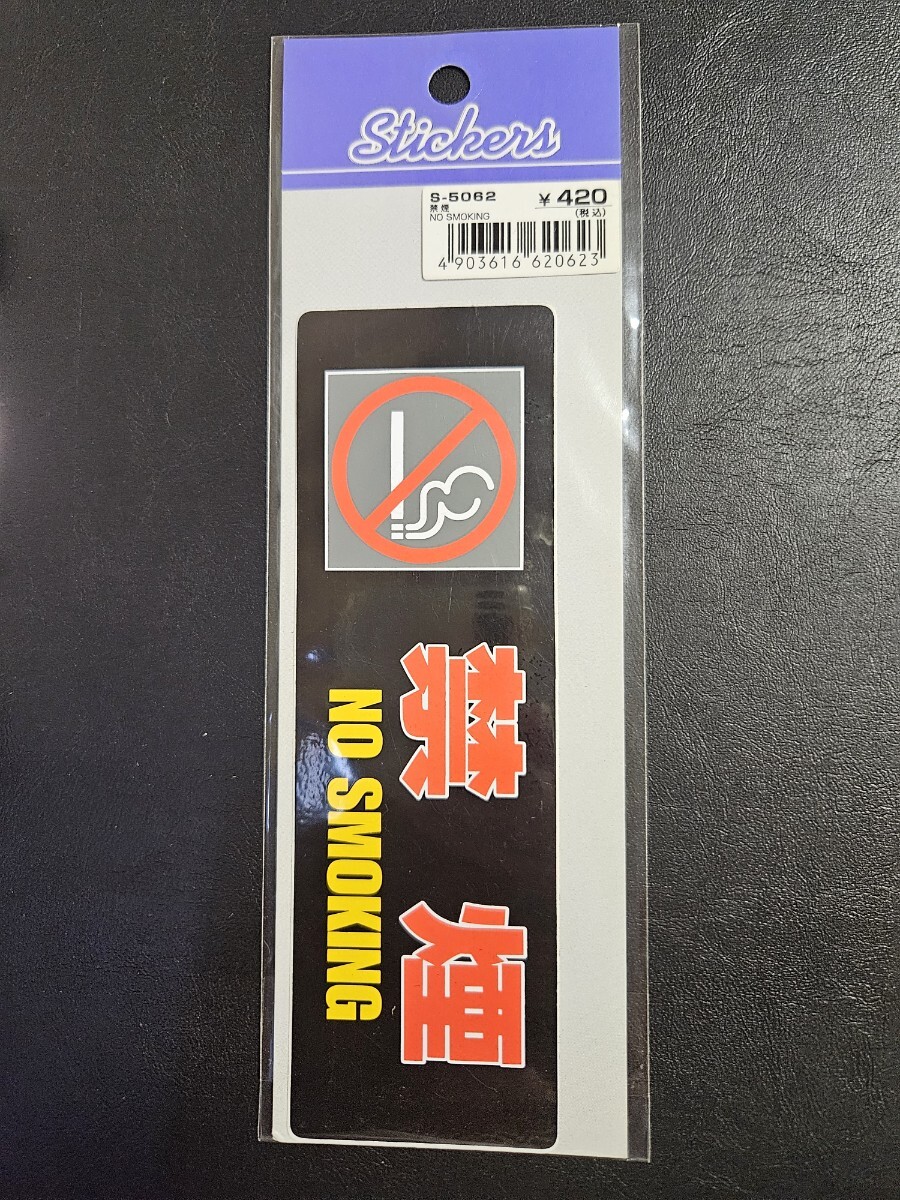 Stickers
S-5062 ¥420
禁煙 (税込)
NO SMOKING
4 903616 620623
禁煙
NO SMOKING